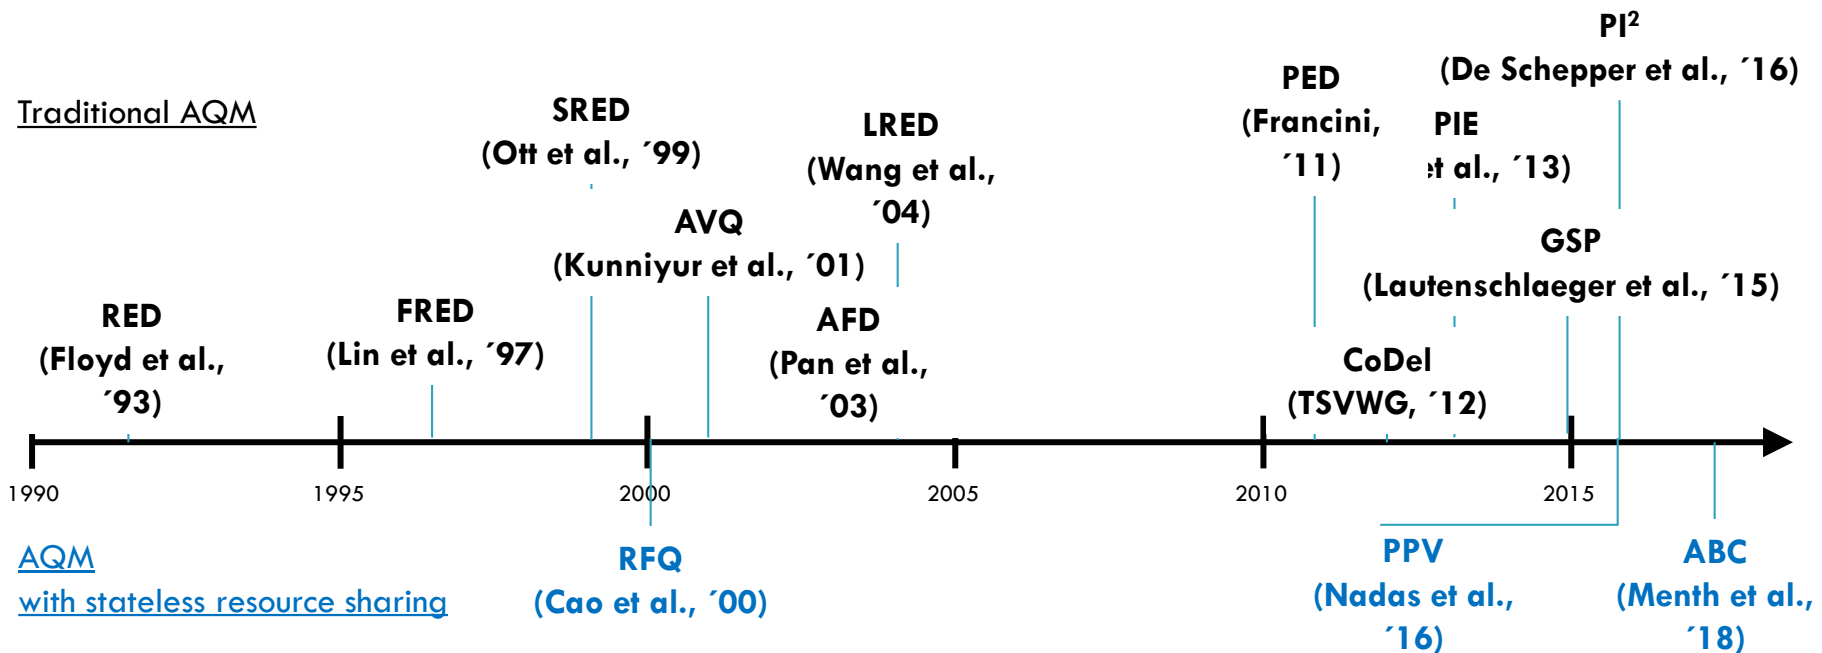 PI²
(De Schepper et al., ´16)
Traditional AQM
SRED
(Ott et al., ´99)
LRED
(Wang et al.,
´04)
PED
(Francini,
´11)
PIE
et al., ´13)
AVQ
(Kunniyur et al., ´01)
GSP
(Lautenschlaeger et al., ´15)
RED
(Floyd et al.,
´93)
FRED
(Lin et al., ´97)
AFD
(Pan et al.,
´03)
CoDel
(TSVWG, ´12)
1990
1995
2000
2005
2010
2015
AQM
with stateless resource sharing
RFQ
(Cao et al., ´00)
PPV
(Nadas et al.,
´16)
ABC
(Menth et al.,
´18)